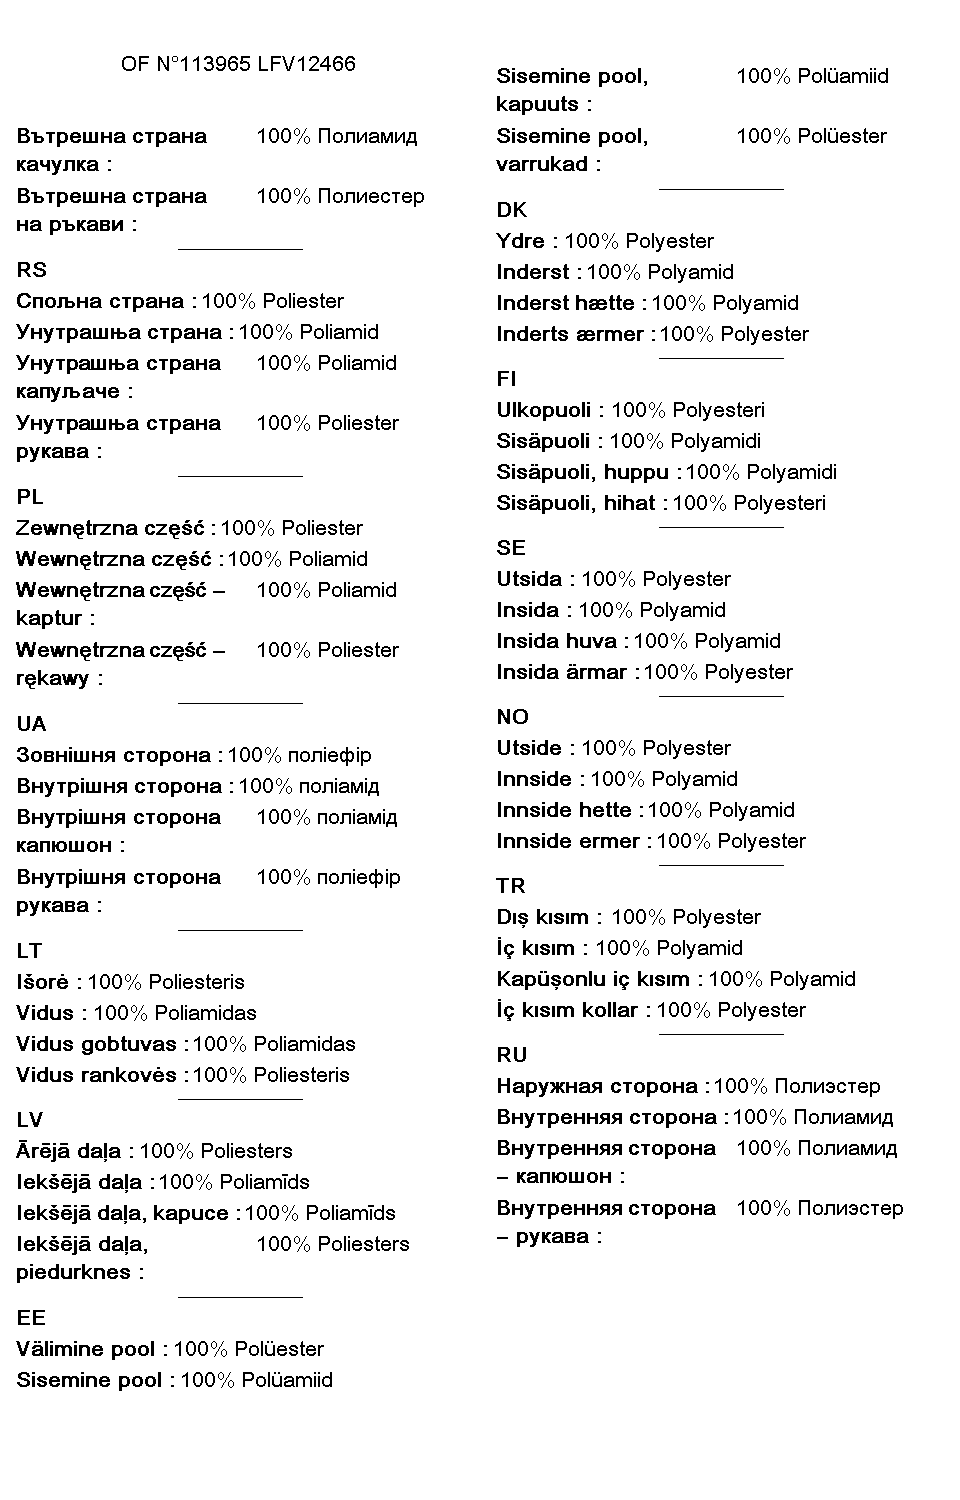 OF N°113965 LFV12466
Вътрешна страна 100% Полиамид
качулка :
Вътрешна страна 100% Полиестер
на ръкави :
RS
Спољна страна : 100% Poliester
Унутрашња страна : 100% Poliamid
Унутрашња страна 100% Poliamid
капуљаче :
Унутрашња страна 100% Poliester
рукава :
PL
Zewnętrzna część : 100% Poliester
Wewnętrzna część : 100% Poliamid
Wewnętrzna część – 100% Poliamid
kaptur :
Wewnętrzna część – 100% Poliester
rękawy :
UA
Зовнішня сторона : 100% поліефір
Внутрішня сторона : 100% поліамід
Внутрішня сторона 100% поліамід
капюшон :
Внутрішня сторона 100% поліефір
рукава :
LT
Išorė : 100% Poliesteris
Vidus : 100% Poliamidas
Vidus gobtuvas : 100% Poliamidas
Vidus rankovės : 100% Poliesteris
LV
Ārējā daļa : 100% Poliesters
Iekšējā daļa : 100% Poliamīds
Iekšējā daļa, kapuce : 100% Poliamīds
Iekšējā daļa, 100% Poliesters
piedurknes :
EE
Välimine pool : 100% Polüester
Sisemine pool : 100% Polüamiid
Sisemine pool, 100% Polüamiid
kapuuts :
Sisemine pool, 100% Polüester
varrukad :
DK
Ydre : 100% Polyester
Inderst : 100% Polyamid
Inderst hætte : 100% Polyamid
Inderts ærmer : 100% Polyester
FI
Ulkopuoli : 100% Polyesteri
Sisäpuoli : 100% Polyamidi
Sisäpuoli, huppu : 100% Polyamidi
Sisäpuoli, hihat : 100% Polyesteri
SE
Utsida : 100% Polyester
Insida : 100% Polyamid
Insida huva : 100% Polyamid
Insida ärmar : 100% Polyester
NO
Utside : 100% Polyester
Innside : 100% Polyamid
Innside hette : 100% Polyamid
Innside ermer : 100% Polyester
TR
Dış kısım : 100% Polyester
İç kısım : 100% Polyamid
Kapüşonlu iç kısım : 100% Polyamid
İç kısım kollar : 100% Polyester
RU
Наружная сторона : 100% Полиэстер
Внутренняя сторона : 100% Полиамид
Внутренняя сторона 100% Полиамид
– капюшон :
Внутренняя сторона 100% Полиэстер
– рукава :